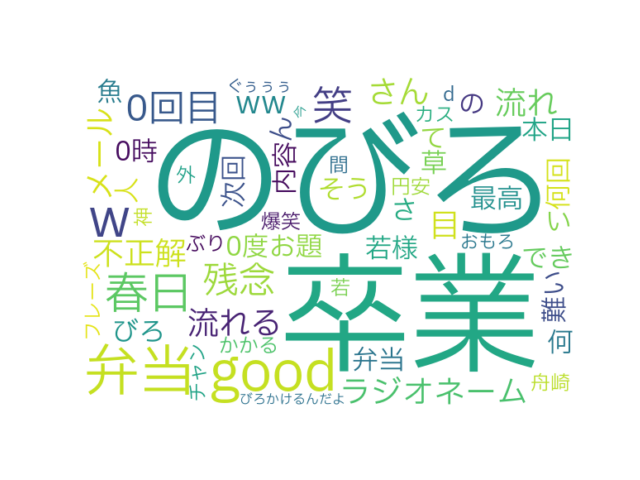 ぐぅぅぅ
魚
0回目
ww
笑
さん
d
の
流れ
カス
今
本日
メール
0時
のびる
ん
て
草
人
外
次回
内容
間
そう
円安
さ
最高
何回
い
W
神
爆笑
目
不正解
ぶり
0度お題
若様
おもろ
でき
フレーズ
春日
残念
若
卒業
難い
びろ
流れる
かかる
何
弁当
チャン
good
弁当
ラジオネーム
舟崎
びろかけるんだよ